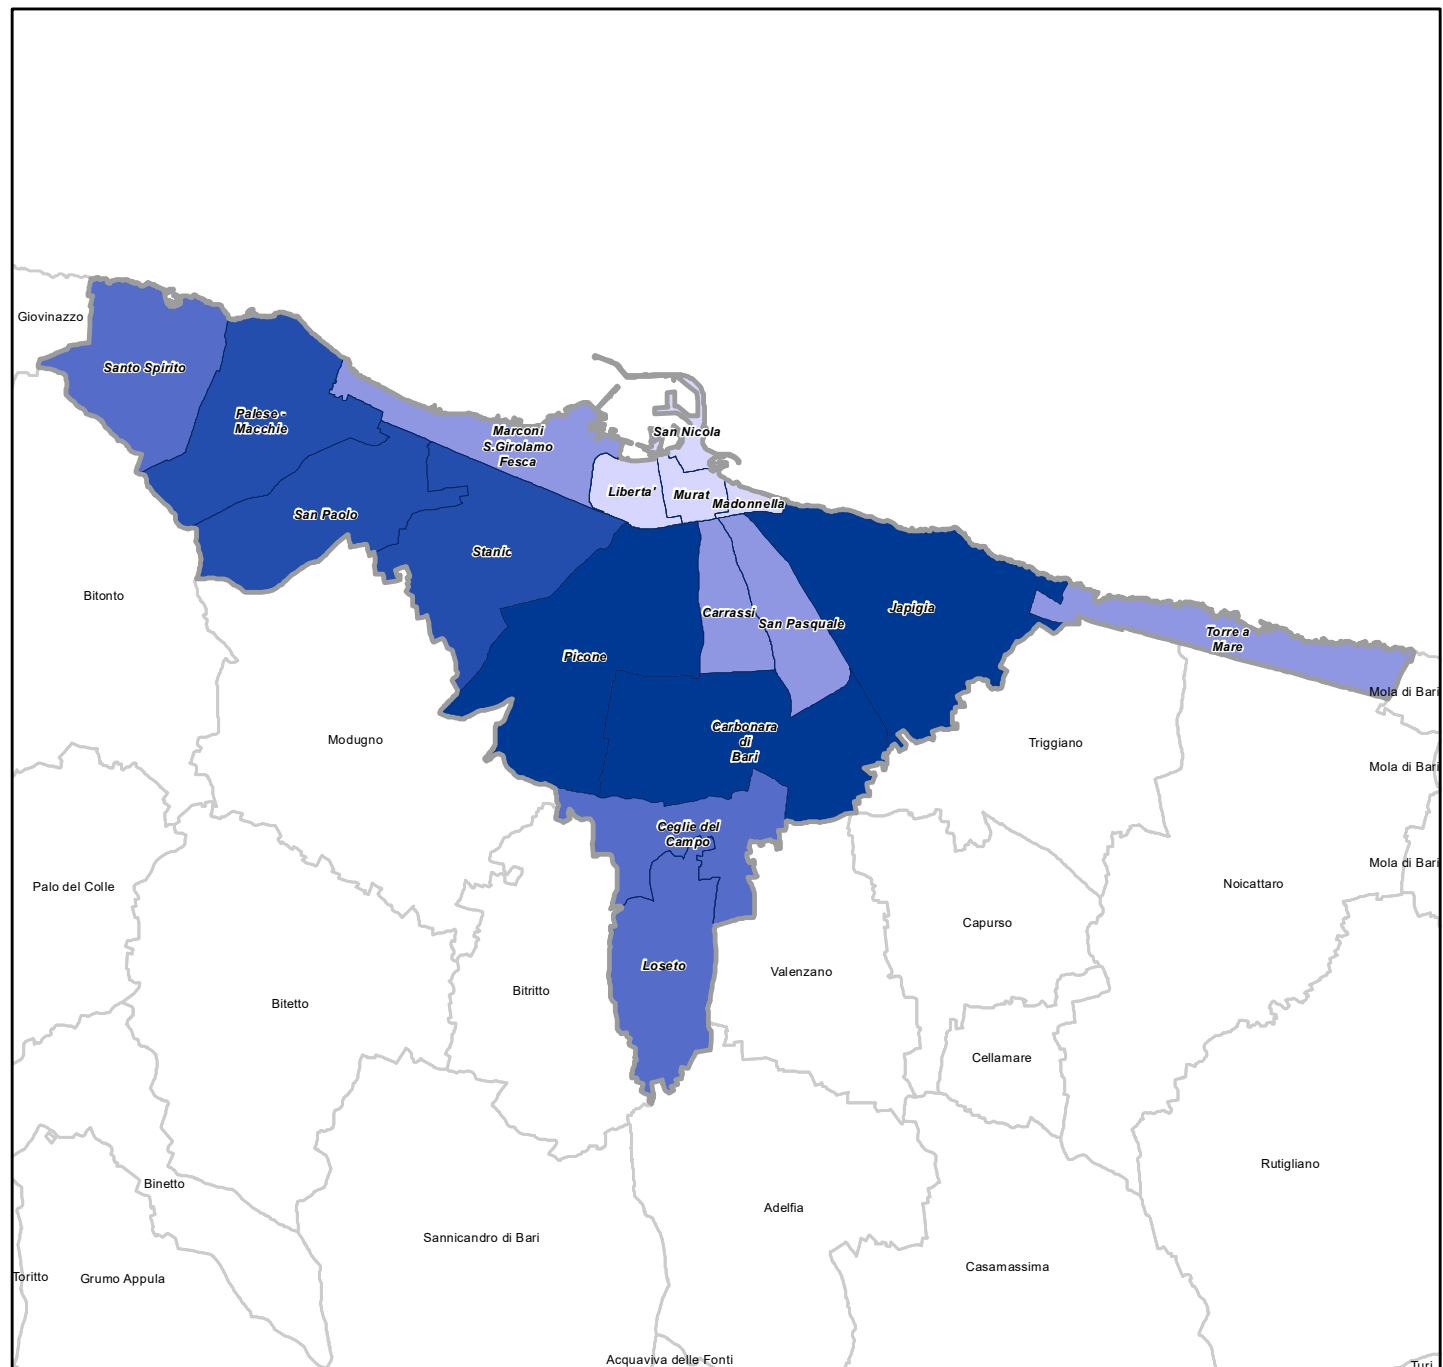 Giovinazzo
Santo Spirito
Palese -
Macchie
Marconi
S.Girolamo
Fesca
San Nicola
Liberta'
Murat
Madonnella
San Paolo
Stanic
Bitonto
Carrassi
San Pasquale
Japigia
Torre a
Mare
Picone
Mola di Bari
Modugno
Carbonara
di
Bari
Triggiano
Mola di Bari
Ceglie del
Campo
Mola di Bari
Palo del Colle
Noicattaro
Capurso
Loseto
Valenzano
Bitritto
Bitetto
Cellamare
Rutigliano
Binetto
Adelfia
Sannicandro di Bari
Casamassima
Toritto
Grumo Appula
Acquaviva delle Fonti
Turi